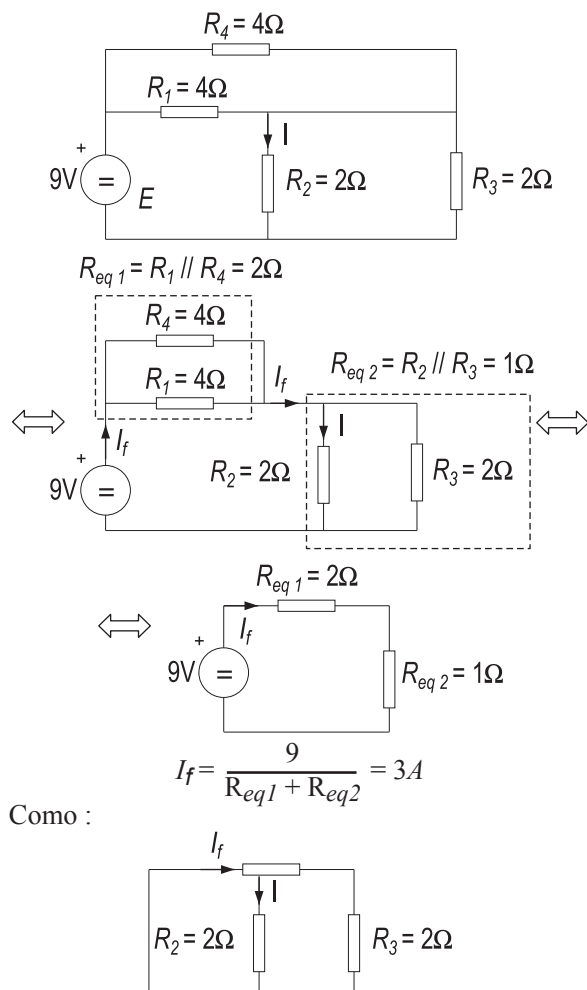 R4 = 4Ω
R1 = 4Ω
I
+
9V = E
R2 = 2Ω
R3 = 2Ω
Req 1 = R1 // R4 = 2Ω
R4 = 4Ω
Req 2 = R2 // R3 = 1Ω
R1 = 4Ω
If
I
If
+
R2 = 2Ω
R3 = 2Ω
9V =
Req 1 = 2Ω
If
+
9V =
Req 2 = 1Ω
If = 9 / (Req1 + Req2) = 3A
Como :
If
I
R2 = 2Ω
R3 = 2Ω